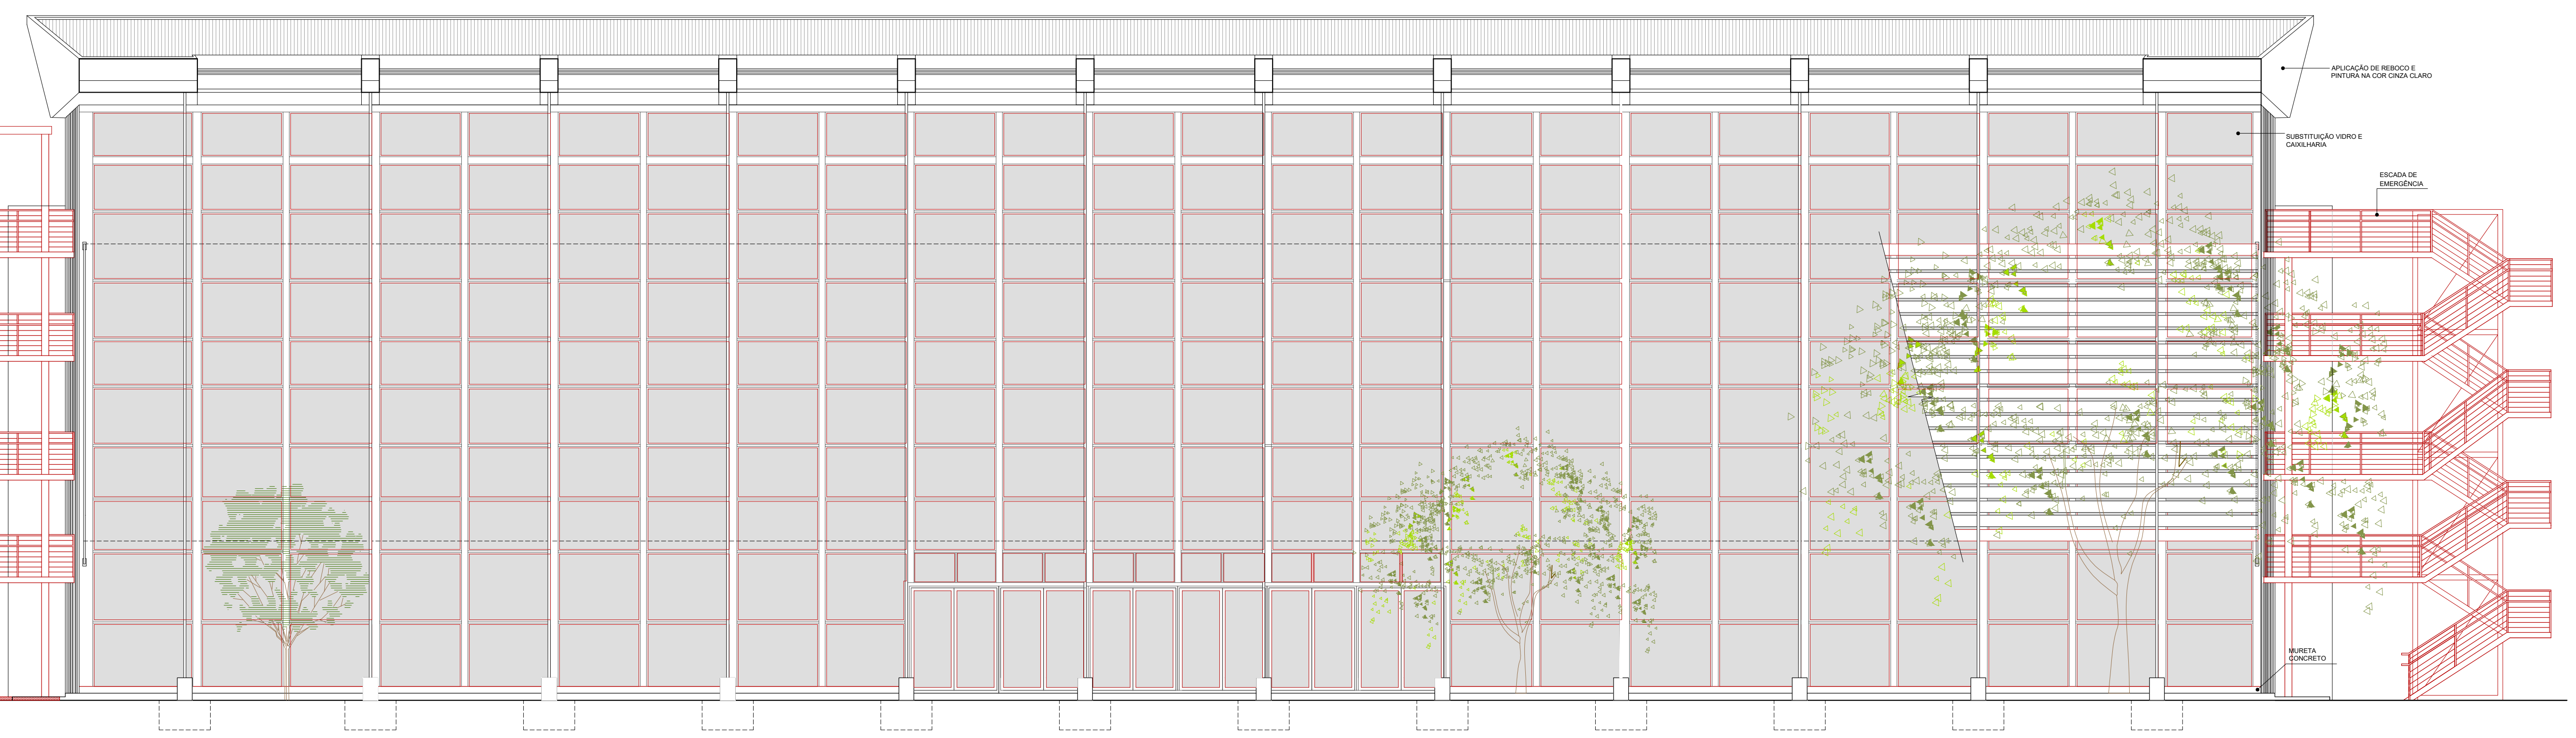 APLICAÇÃO DE REBOCO E
PINTURA NA COR CINZA CLARO
SUBSTITUIÇÃO VIDRO E
CAIXILHARIA
ESCADA DE
EMERGÊNCIA
MURETA
CONCRETO